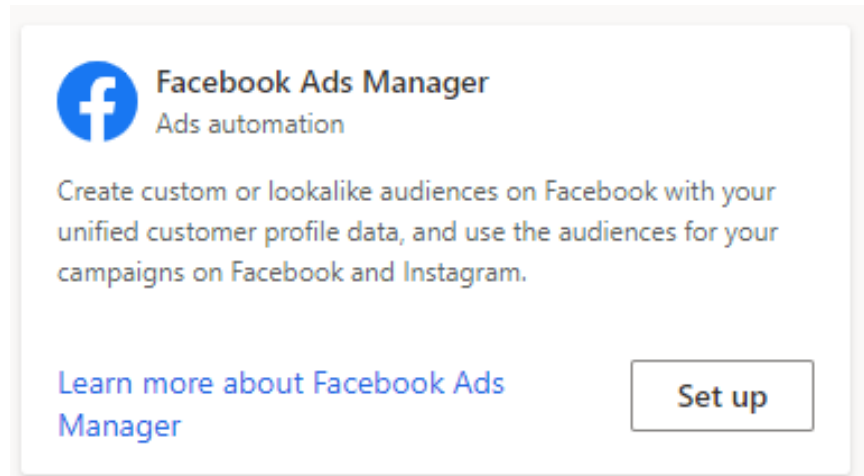 Facebook Ads Manager
Ads automation
Create custom or lookalike audiences on Facebook with your
unified customer profile data, and use the audiences for your
campaigns on Facebook and Instagram.
Learn more about Facebook Ads
Manager
Set up